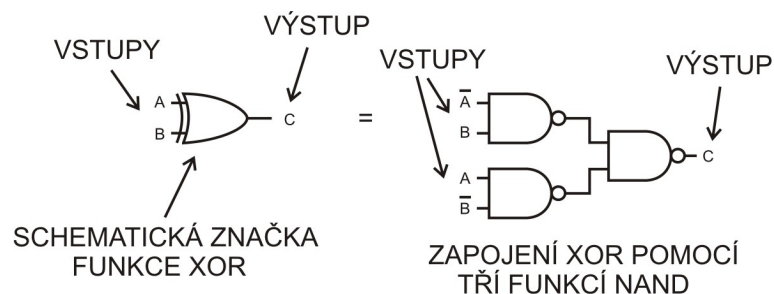 VSTUPY
VÝSTUP
A
B
C
SCHEMATICKÁ ZNAČKA
FUNKCE XOR
=
VSTUPY
VÝSTUP
A̅
B
A
B̅
C
ZAPOJENÍ XOR POMOCÍ
TŘÍ FUNKCÍ NAND